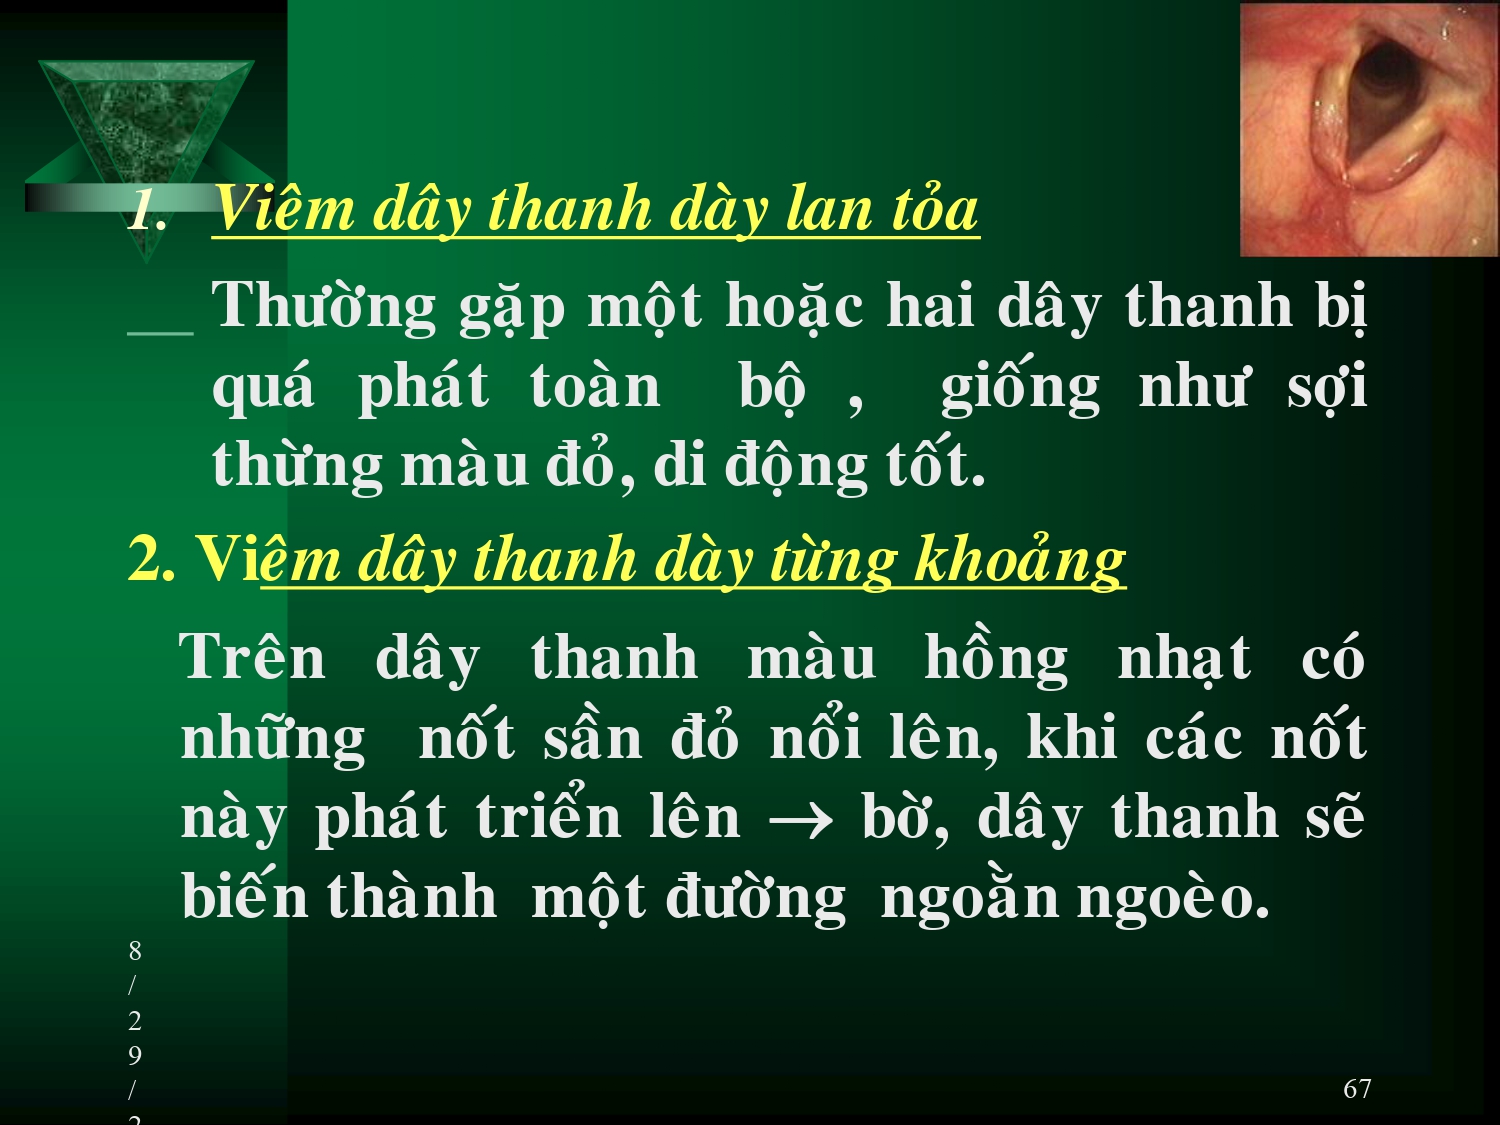 1. Viêm dây thanh dày lan tỏa
Thường gặp một hoặc hai dây thanh bị
quá phát toàn bộ , giống như sợi
thừng màu đỏ, di động tốt.
2. Viêm dây thanh dày từng khoảng
Trên dây thanh màu hồng nhạt có
những nốt sần đỏ nổi lên, khi các nốt
này phát triển lên → bờ, dây thanh sẽ
biến thành một đường ngoằn ngoèo.
8
/
2
9
/
67